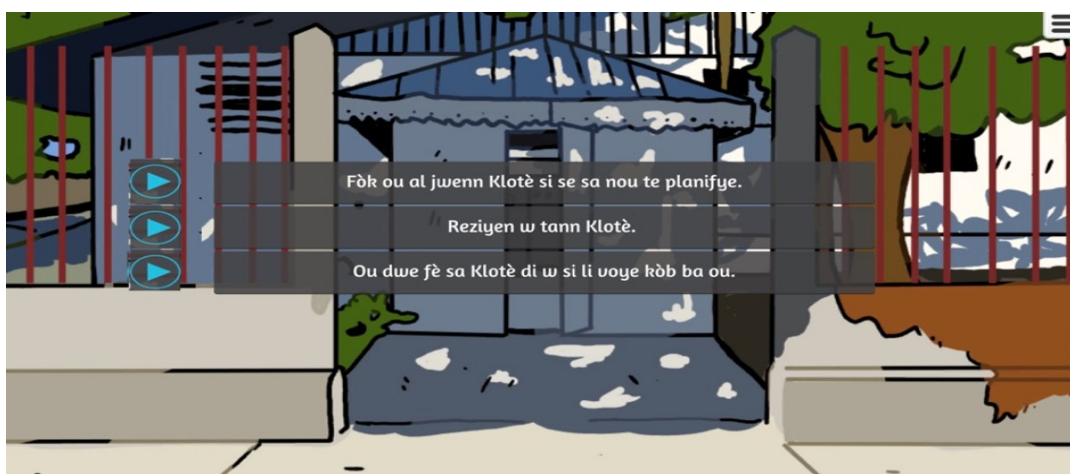 Fòk ou al jwenn Klotè si se sa nou te planifye.
Reziyen w tann Klotè.
Ou dwe fè sa Klotè di w si li voye kòb ba ou.